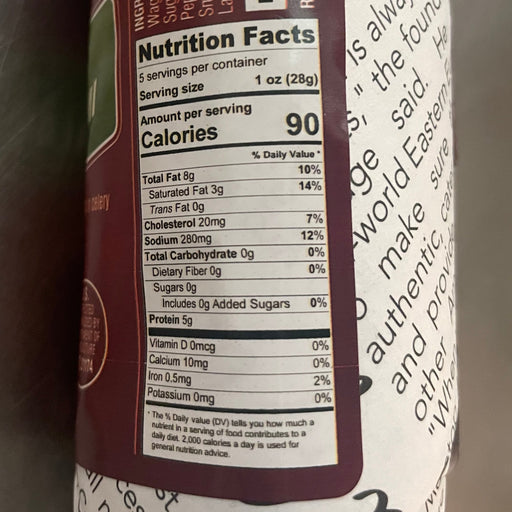 INGR
Nutrition Facts
5 servings per container
Serving size 1 oz (28g)
Amount per serving
Calories 90
% Daily Value *
Total Fat 8g 10%
Saturated Fat 3g 14%
Trans Fat 0g
Cholesterol 20mg 7%
Sodium 280mg 12%
Total Carbohydrate 0g 0%
Dietary Fiber 0g 0%
Sugars 0g
Includes 0g Added Sugars 0%
Protein 5g
Vitamin D 0mcg 0%
Calcium 10mg 0%
Iron 0.5mg 2%
Potassium 0mg 0%
* The % Daily value (DV) tells you how much a
nutrient in a serving of food contributes to a
daily diet. 2,000 calories a day is used for
general nutrition advice.
celery
is alw
the foun
said. He
world Eastern
make sure
authentic,
and provid
other
"Whe